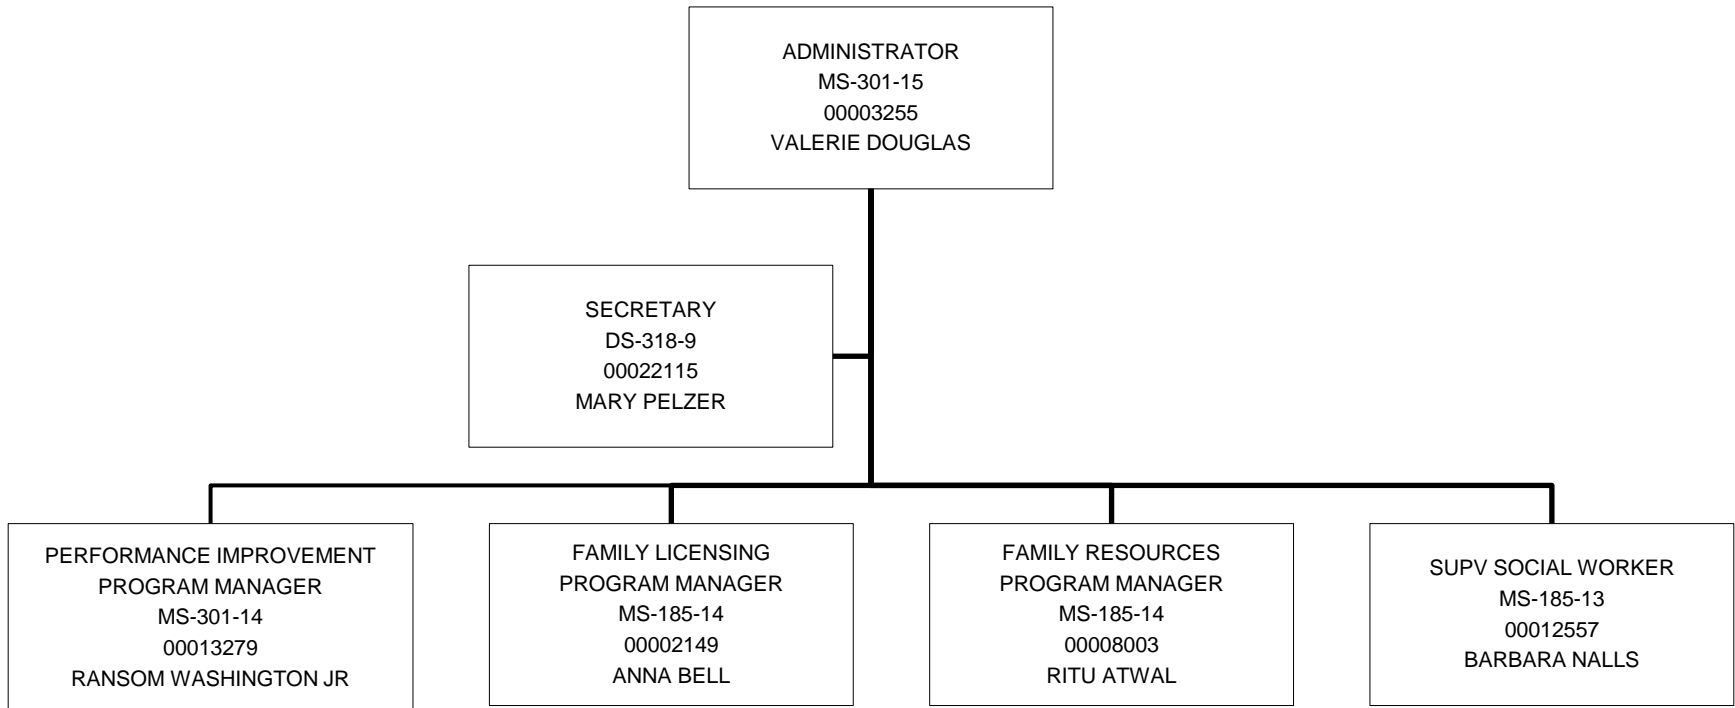 ADMINISTRATOR
MS-301-15
00003255
VALERIE DOUGLAS
SECRETARY
DS-318-9
00022115
MARY PELZER
PERFORMANCE IMPROVEMENT
PROGRAM MANAGER
MS-301-14
00013279
RANSOM WASHINGTON JR
FAMILY LICENSING
PROGRAM MANAGER
MS-185-14
00002149
ANNA BELL
FAMILY RESOURCES
PROGRAM MANAGER
MS-185-14
00008003
RITU ATWAL
SUPV SOCIAL WORKER
MS-185-13
00012557
BARBARA NALLS